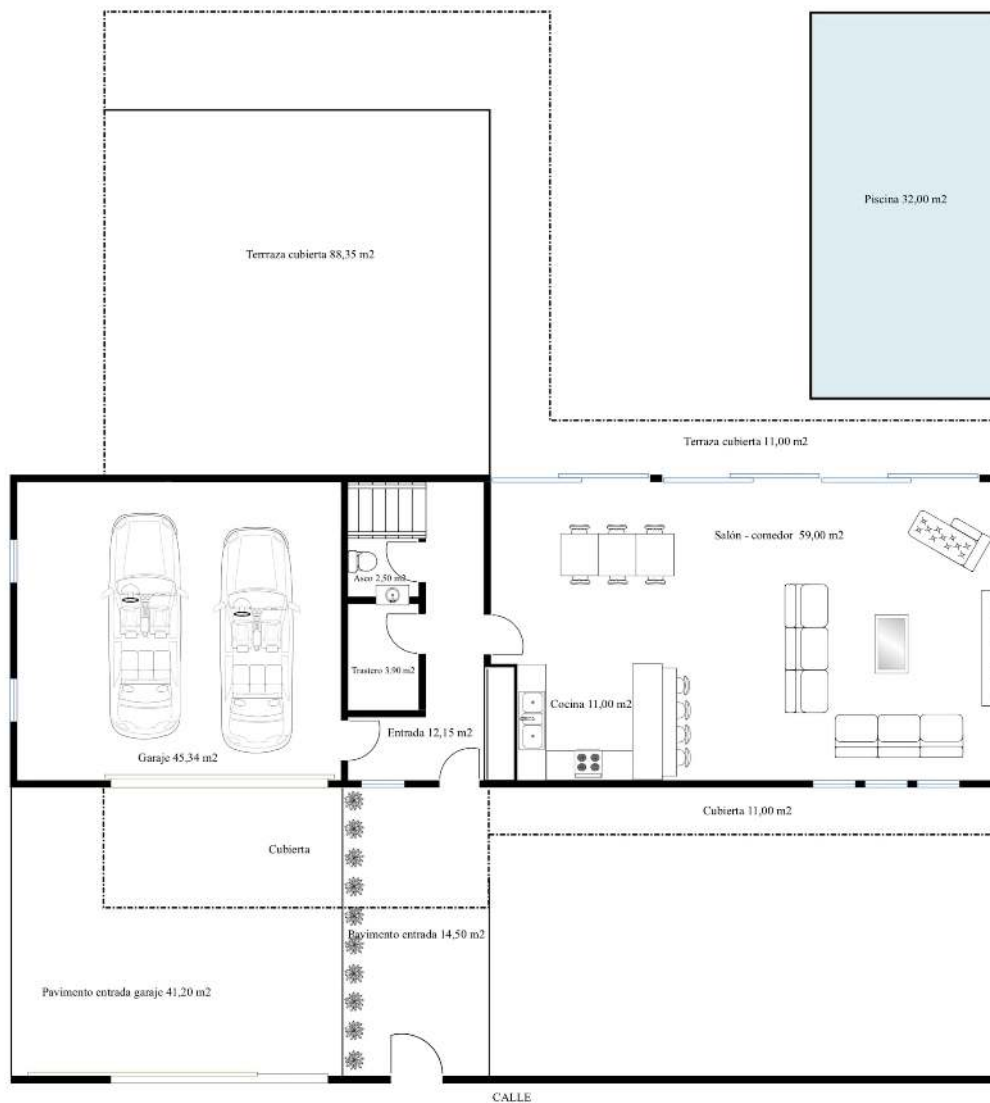 Piscina 32,00 m2
Terrraza cubierta 88,35 m2
Terraza cubierta 11,00 m2
Salón - comedor 59,00 m2
Aseo 2,50 m2
Trastero 3.90 m2
Cocina 11,00 m2
Entrada 12,15 m2
Garaje 45,34 m2
Cubierta 11,00 m2
Cubierta
Pavimento entrada 14,50 m2
Pavimento entrada garaje 41,20 m2
CALLE